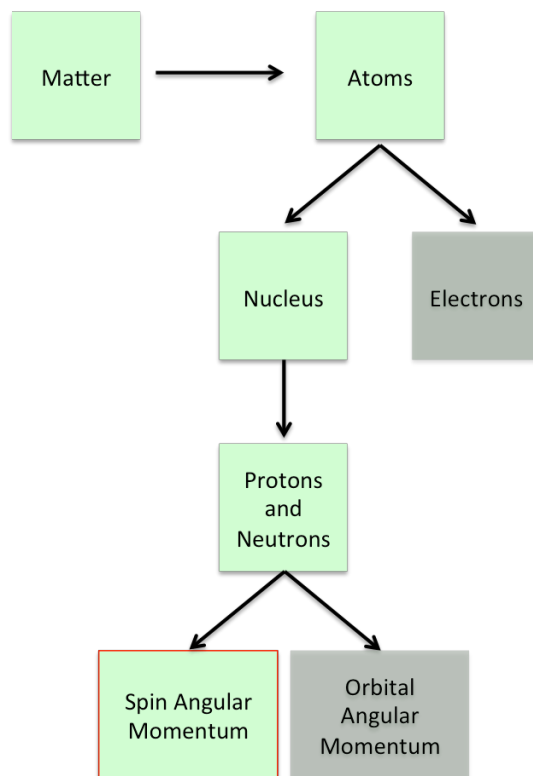 Matter
Atoms
Nucleus
Electrons
Protons
and
Neutrons
Spin Angular
Momentum
Orbital
Angular
Momentum